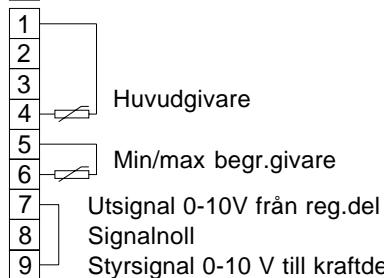 1
2
3
4
Huvudgivare
5
6
Min/max begr.givare
7 Utsignal 0-10V från reg.del
8 Signalnoll
9 Styrsignal 0-10 V till kraftde